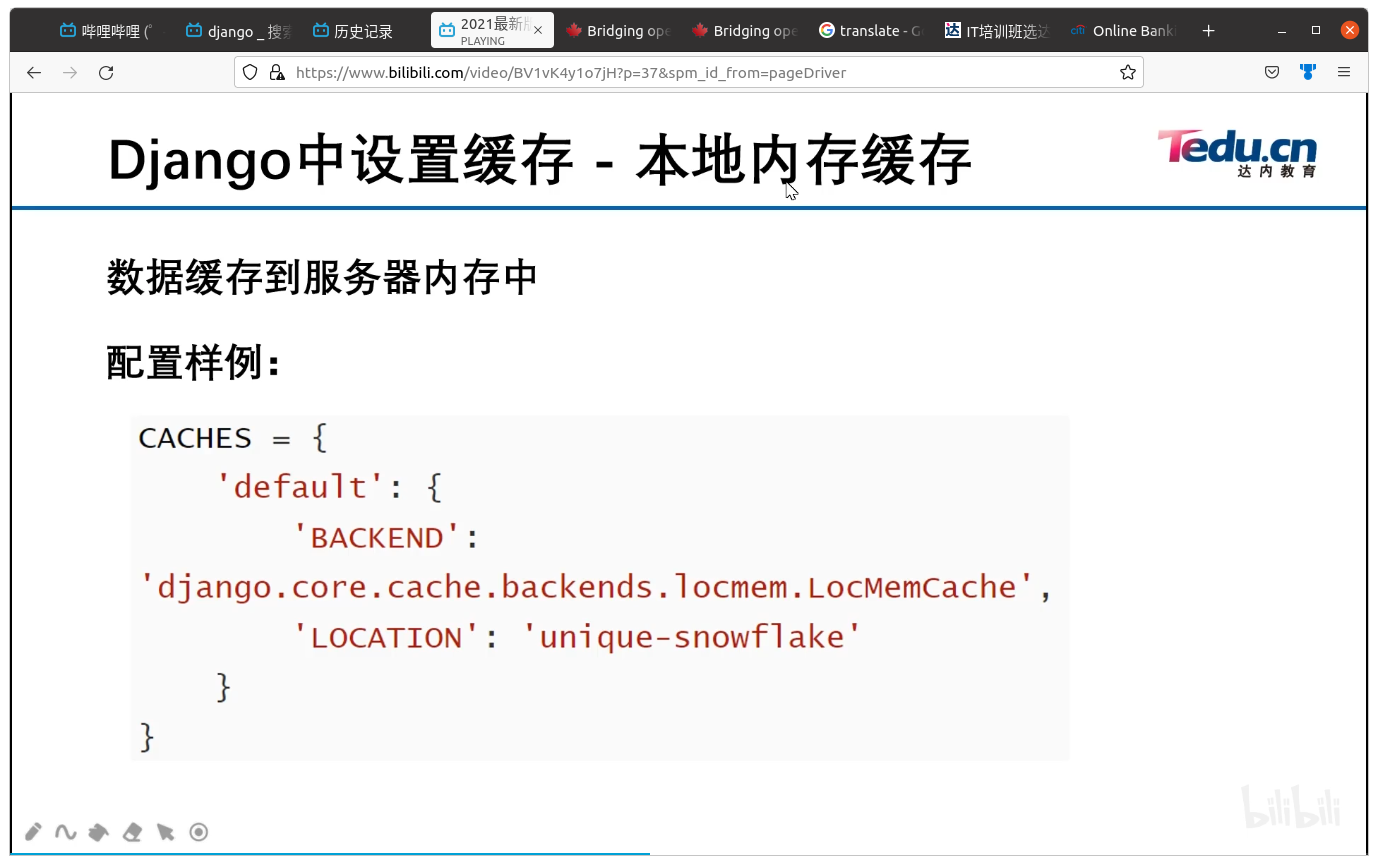 哔哩哔哩 (゜
django _ 搜索
历史记录
2021最新版
PLAYING
Bridging ope
Bridging ope
translate - G
达 IT培训班选达
citi Online Bank
https://www.bilibili.com/video/BV1vK4y1o7jH?p=37&spm_id_from=pageDriver
Django中设置缓存 - 本地内存缓存
Tedu.cn
达内教育
数据缓存到服务器内存中
配置样例：
CACHES = {
'default': {
'BACKEND':
'django.core.cache.backends.locmem.LocMemCache',
'LOCATION': 'unique-snowflake'
}
}
bilibili